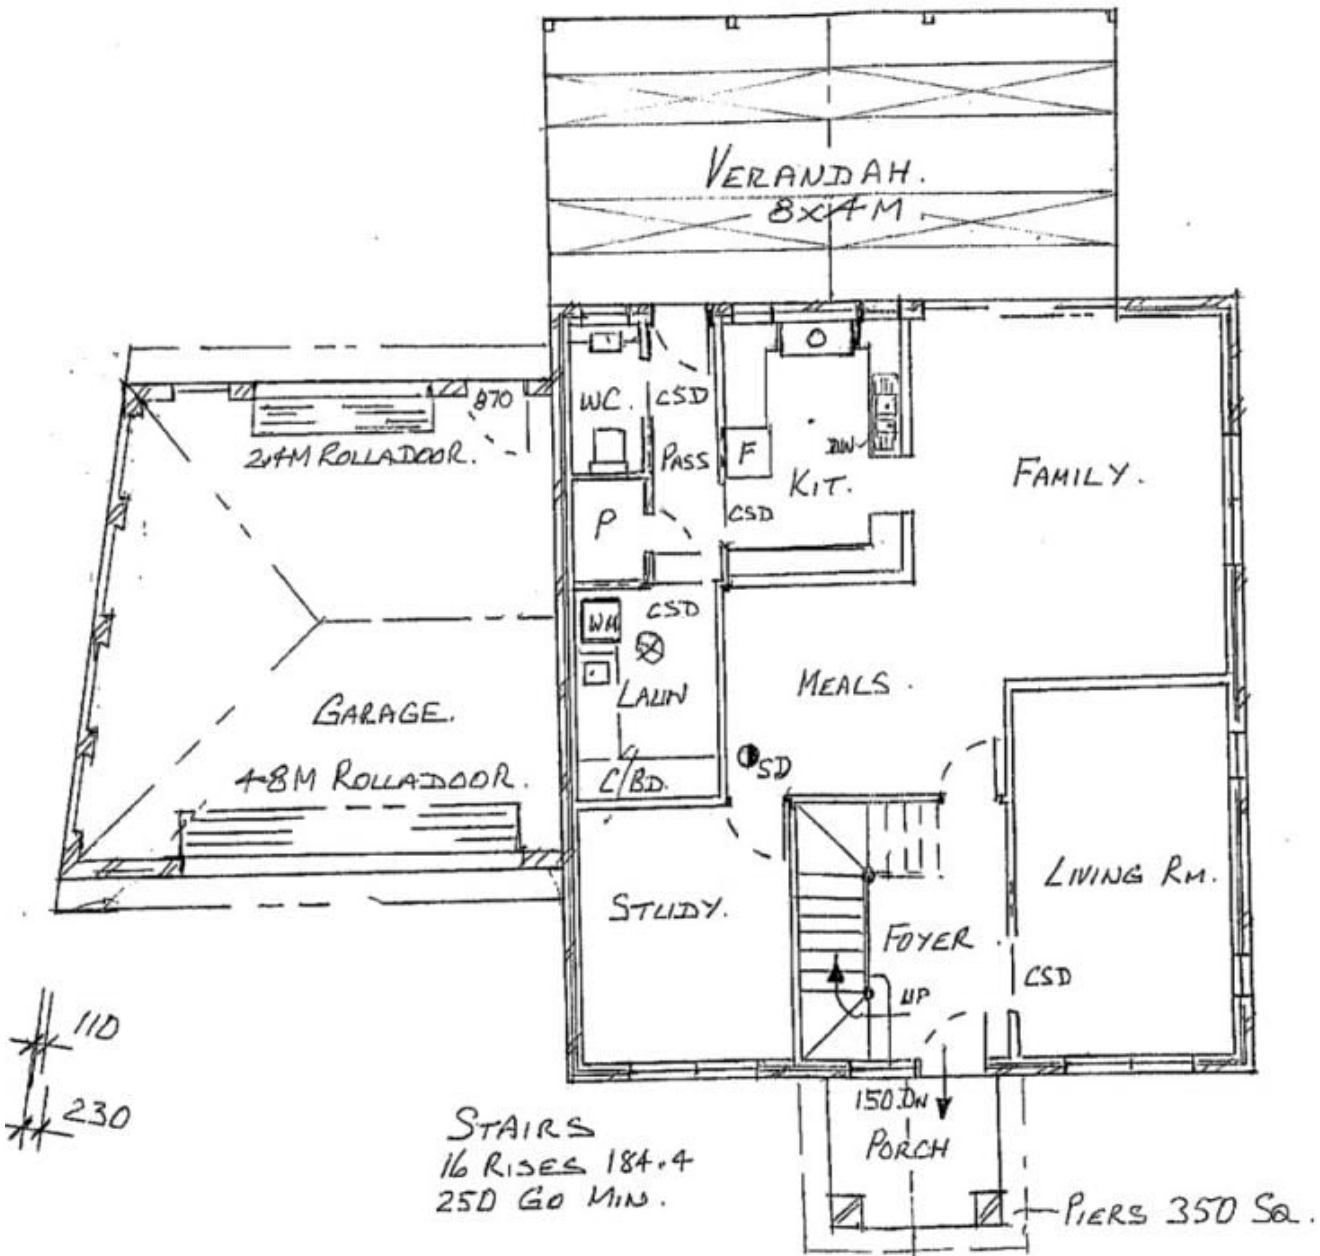 VERANDAH.
8x4M
870
2.4M ROLLADOOR.
WC.
CSD
PASS
F
O
DW
KIT.
FAMILY.
P
CSD
WM
CSD
LAUN
MEALS.
GARAGE.
SD
4.8M ROLLADOOR.
C/BD.
STUDY.
FOYER
LIVING RM.
UP
CSD
110
230
150 DN
PORCH
STAIRS
16 RISES 184.4
250 GO MIN.
PIERS 350 SQ.